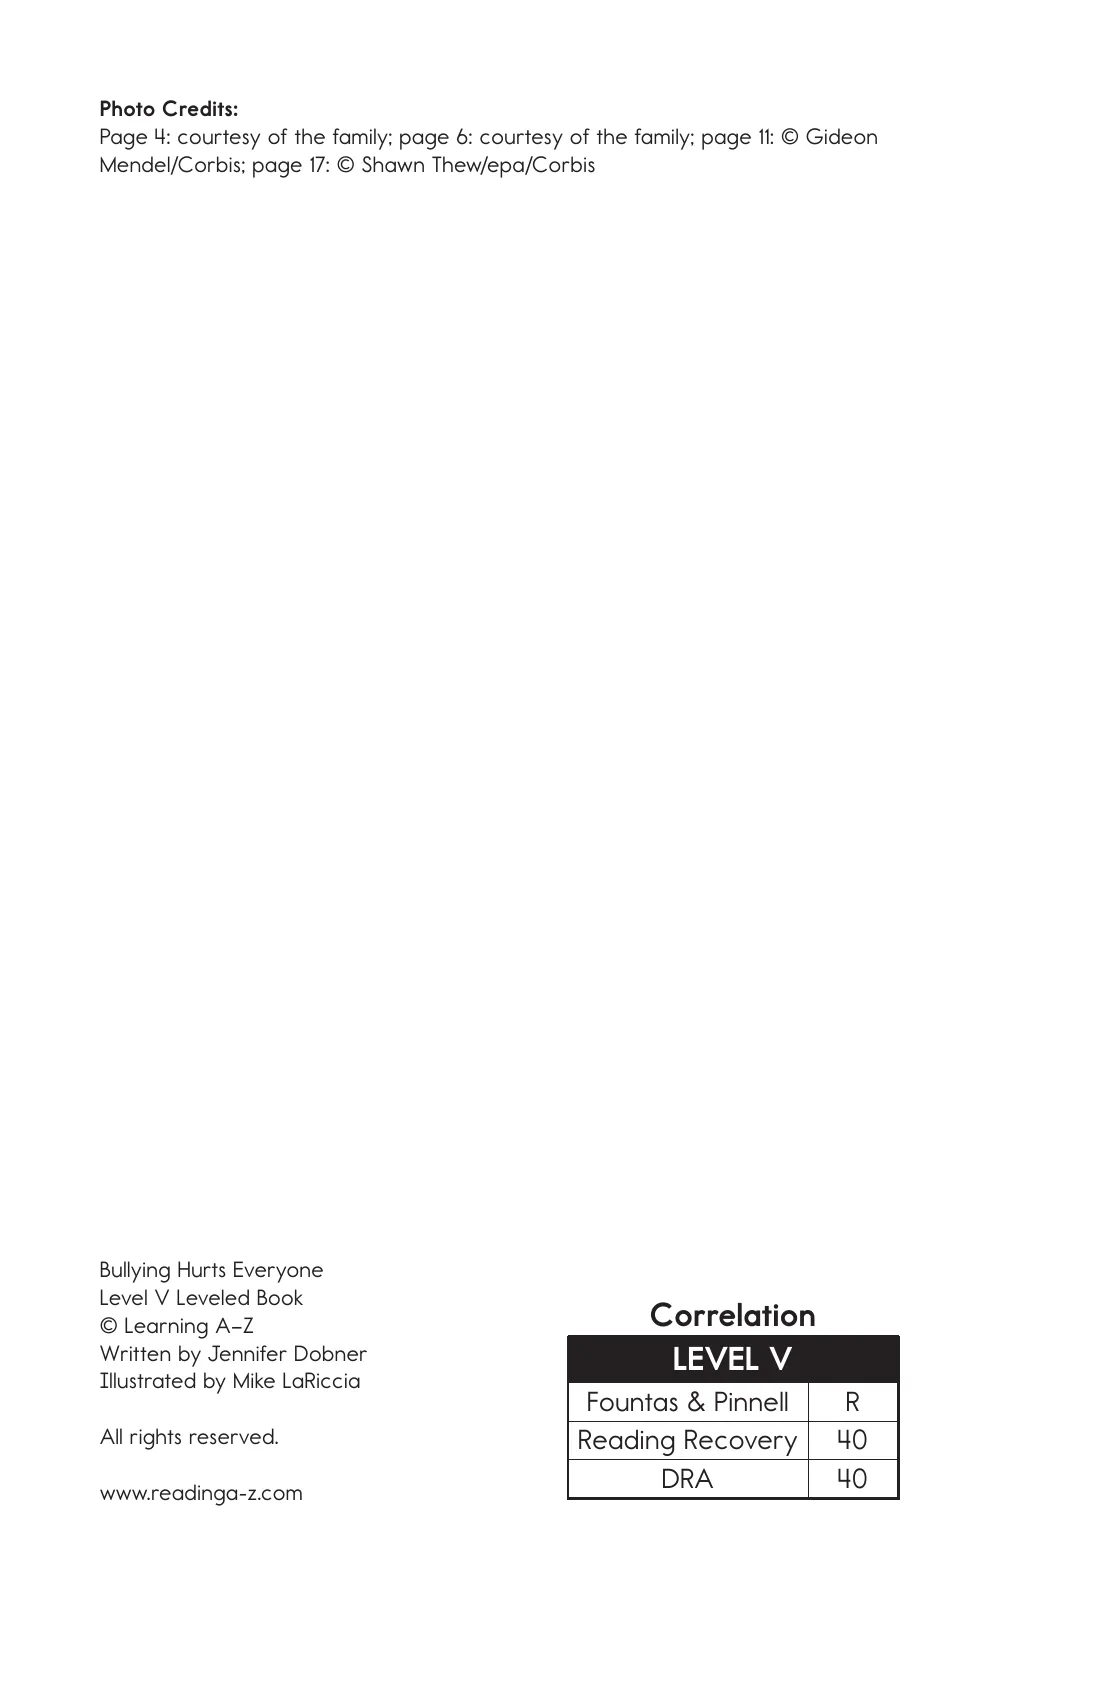 Photo Credits:
Page 4: courtesy of the family; page 6: courtesy of the family; page 11: © Gideon
Mendel/Corbis; page 17: © Shawn Thew/epa/Corbis
Bullying Hurts Everyone
Level V Leveled Book
© Learning A–Z
Written by Jennifer Dobner
Illustrated by Mike LaRiccia
All rights reserved.
www.readinga-z.com
Correlation
LEVEL V
Fountas & Pinnell R
Reading Recovery 40
DRA 40